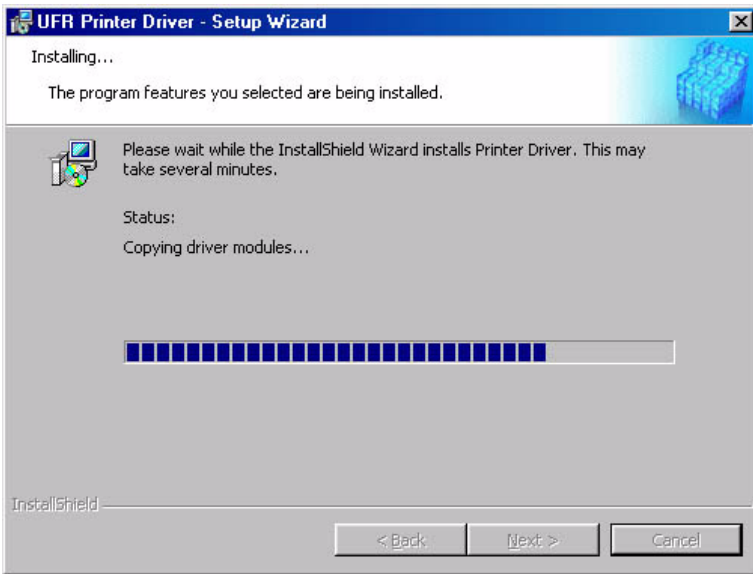 UFR Printer Driver - Setup Wizard
Installing...
The program features you selected are being installed.
Please wait while the InstallShield Wizard installs Printer Driver. This may
take several minutes.
Status:
Copying driver modules...
InstallShield
< Back
Next >
Cancel